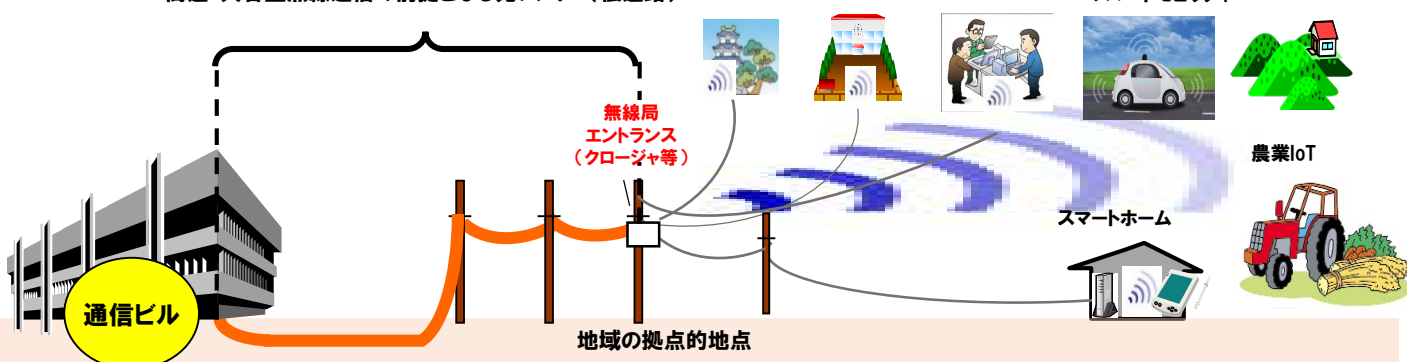 無線局
エントランス
(クロージャ等)
農業IoT
スマートホーム
通信ビル
地域の拠点的地点